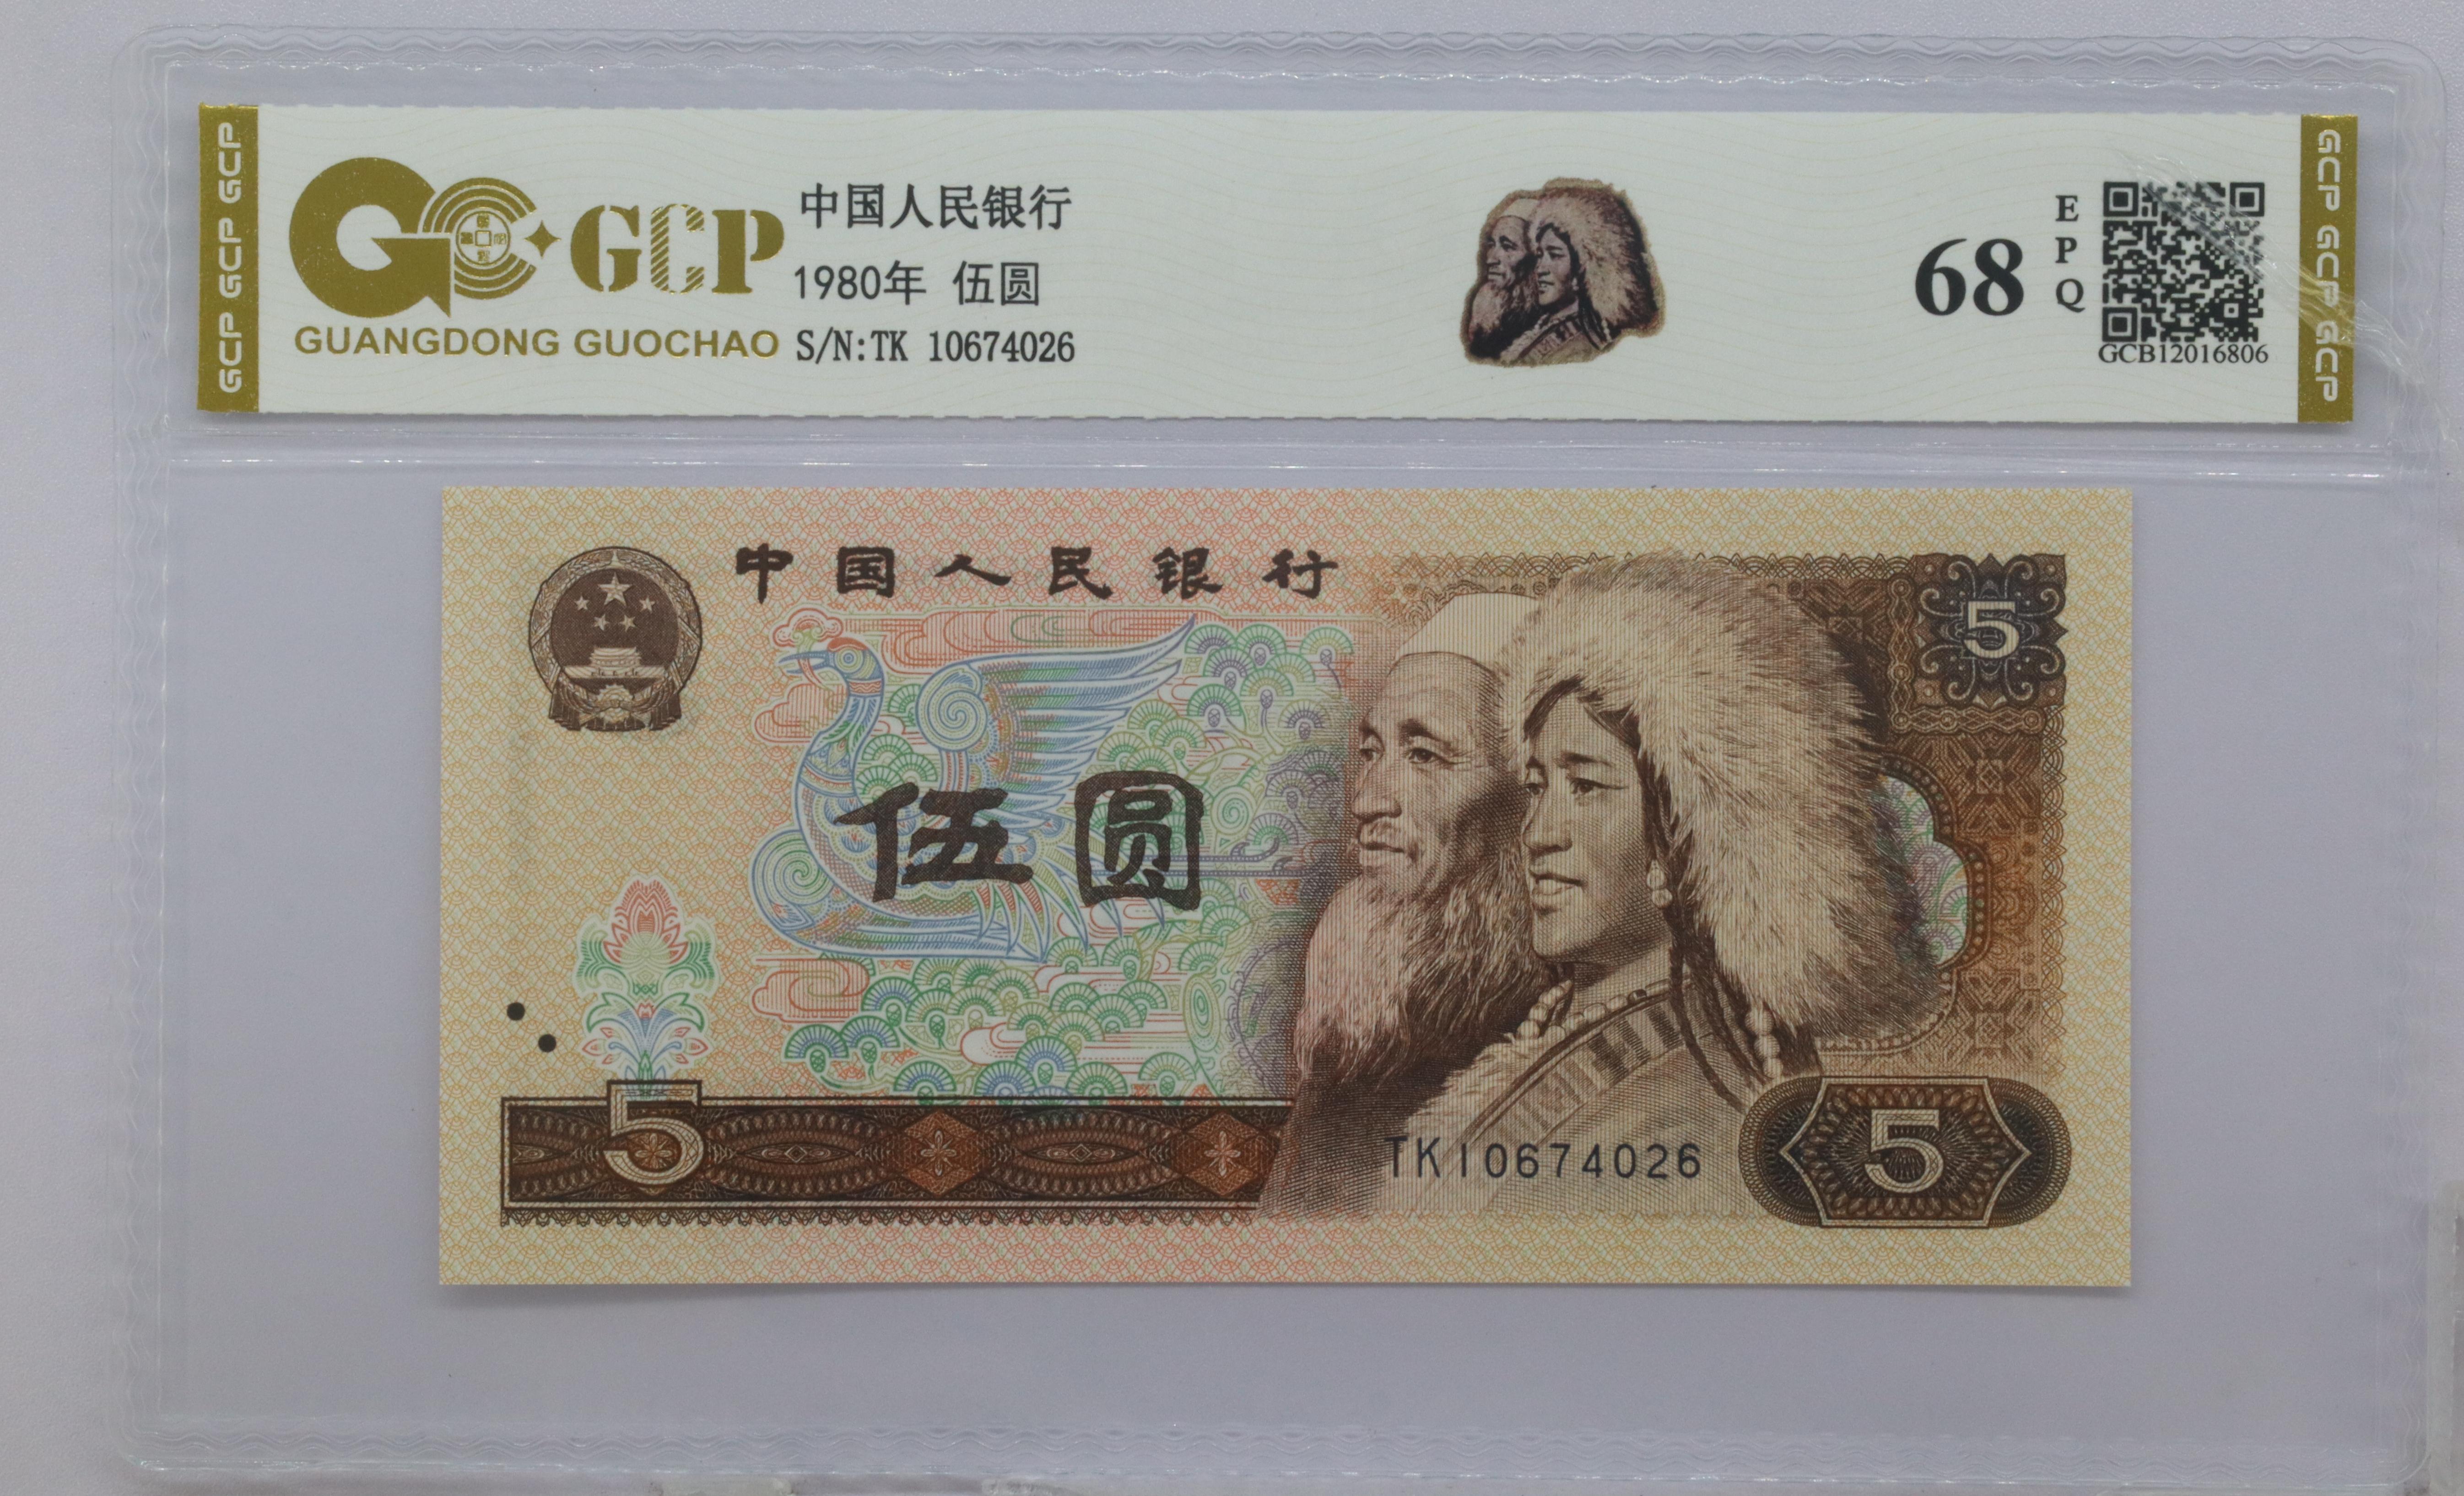 GCP GCP GCP
GCP
GUANGDONG GUOCHAO
中国人民银行
1980年 伍圆
S/N:TK 10674026
68
EPQ
GCB12016806
GCP GCP GCP
中国人民银行
5
伍圆
5
TK10674026
5